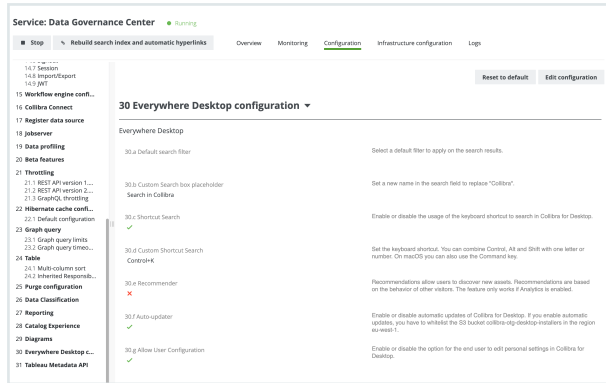 Service: Data Governance Center
Running
Stop
Rebuild search index and automatic hyperlinks
Overview
Monitoring
Configuration
Infrastructure configuration
Logs
14.7 Session
14.8 Import/Export
14.9 JWT
15 Workflow engine confi...
16 Collibra Connect
17 Register data source
18 Jobserver
19 Data profiling
20 Beta features
21 Throttling
21.1 REST API version 1....
21.2 REST API version 2....
21.3 GraphQL throttling
22 Hibernate cache confi...
22.1 Default configuration
23 Graph query
23.1 Graph query limits
23.2 Graph query timeo...
24 Table
24.1 Multi-column sort
24.2 Inherited Responsib...
25 Purge configuration
26 Data Classification
27 Reporting
28 Catalog Experience
29 Diagrams
30 Everywhere Desktop c...
31 Tableau Metadata API
Reset to default
Edit configuration
30 Everywhere Desktop configuration
Everywhere Desktop
30.a Default search filter
Select a default filter to apply on the search results.
30.b Custom Search box placeholder
Search in Collibra
Set a new name in the search field to replace "Collibra".
30.c Shortcut Search
Enable or disable the usage of the keyboard shortcut to search in Collibra for Desktop.
30.d Custom Shortcut Search
Control+K
Set the keyboard shortcut. You can combine Control, Alt and Shift with one letter or
number. On macOS you can also use the Command key.
30.e Recommender
Recommendations allow users to discover new assets. Recommendations are based
on the behavior of other visitors. The feature only works if Analytics is enabled.
30.f Auto-updater
Enable or disable automatic updates of Collibra for Desktop. If you enable automatic
updates, you have to whitelist the S3 bucket collibra-otg-desktop-installers in the region
eu-west-1.
30.g Allow User Configuration
Enable or disable the option for the end user to edit personal settings in Collibra for
Desktop.